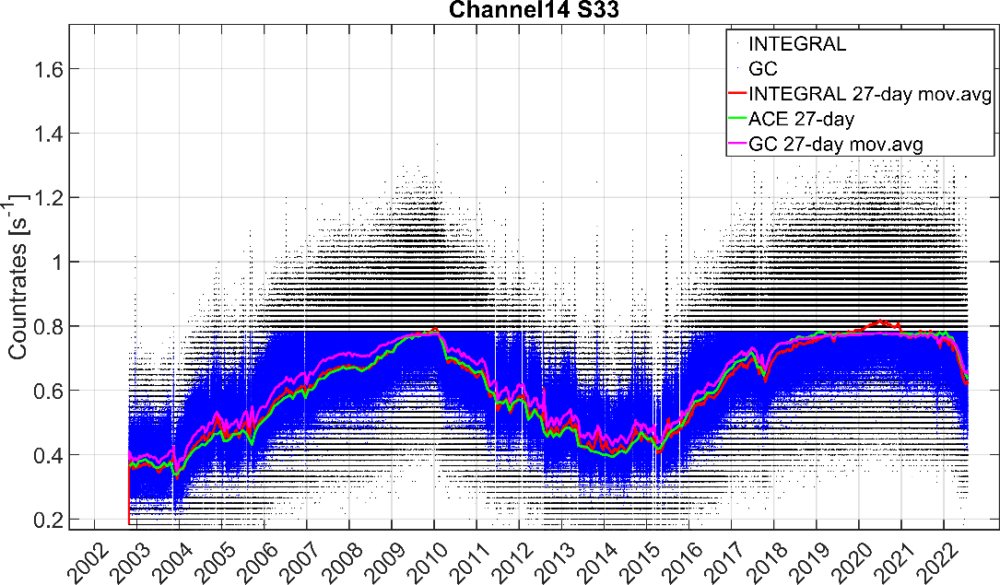 Channel14 S33
INTEGRAL
GC
INTEGRAL 27-day mov.avg
ACE 27-day
GC 27-day mov.avg
Countrates [s⁻¹]
1.6
1.4
1.2
1
0.8
0.6
0.4
0.2
2002 2003 2004 2005 2006 2007 2008 2009 2010 2011 2012 2013 2014 2015 2016 2017 2018 2019 2020 2021 2022